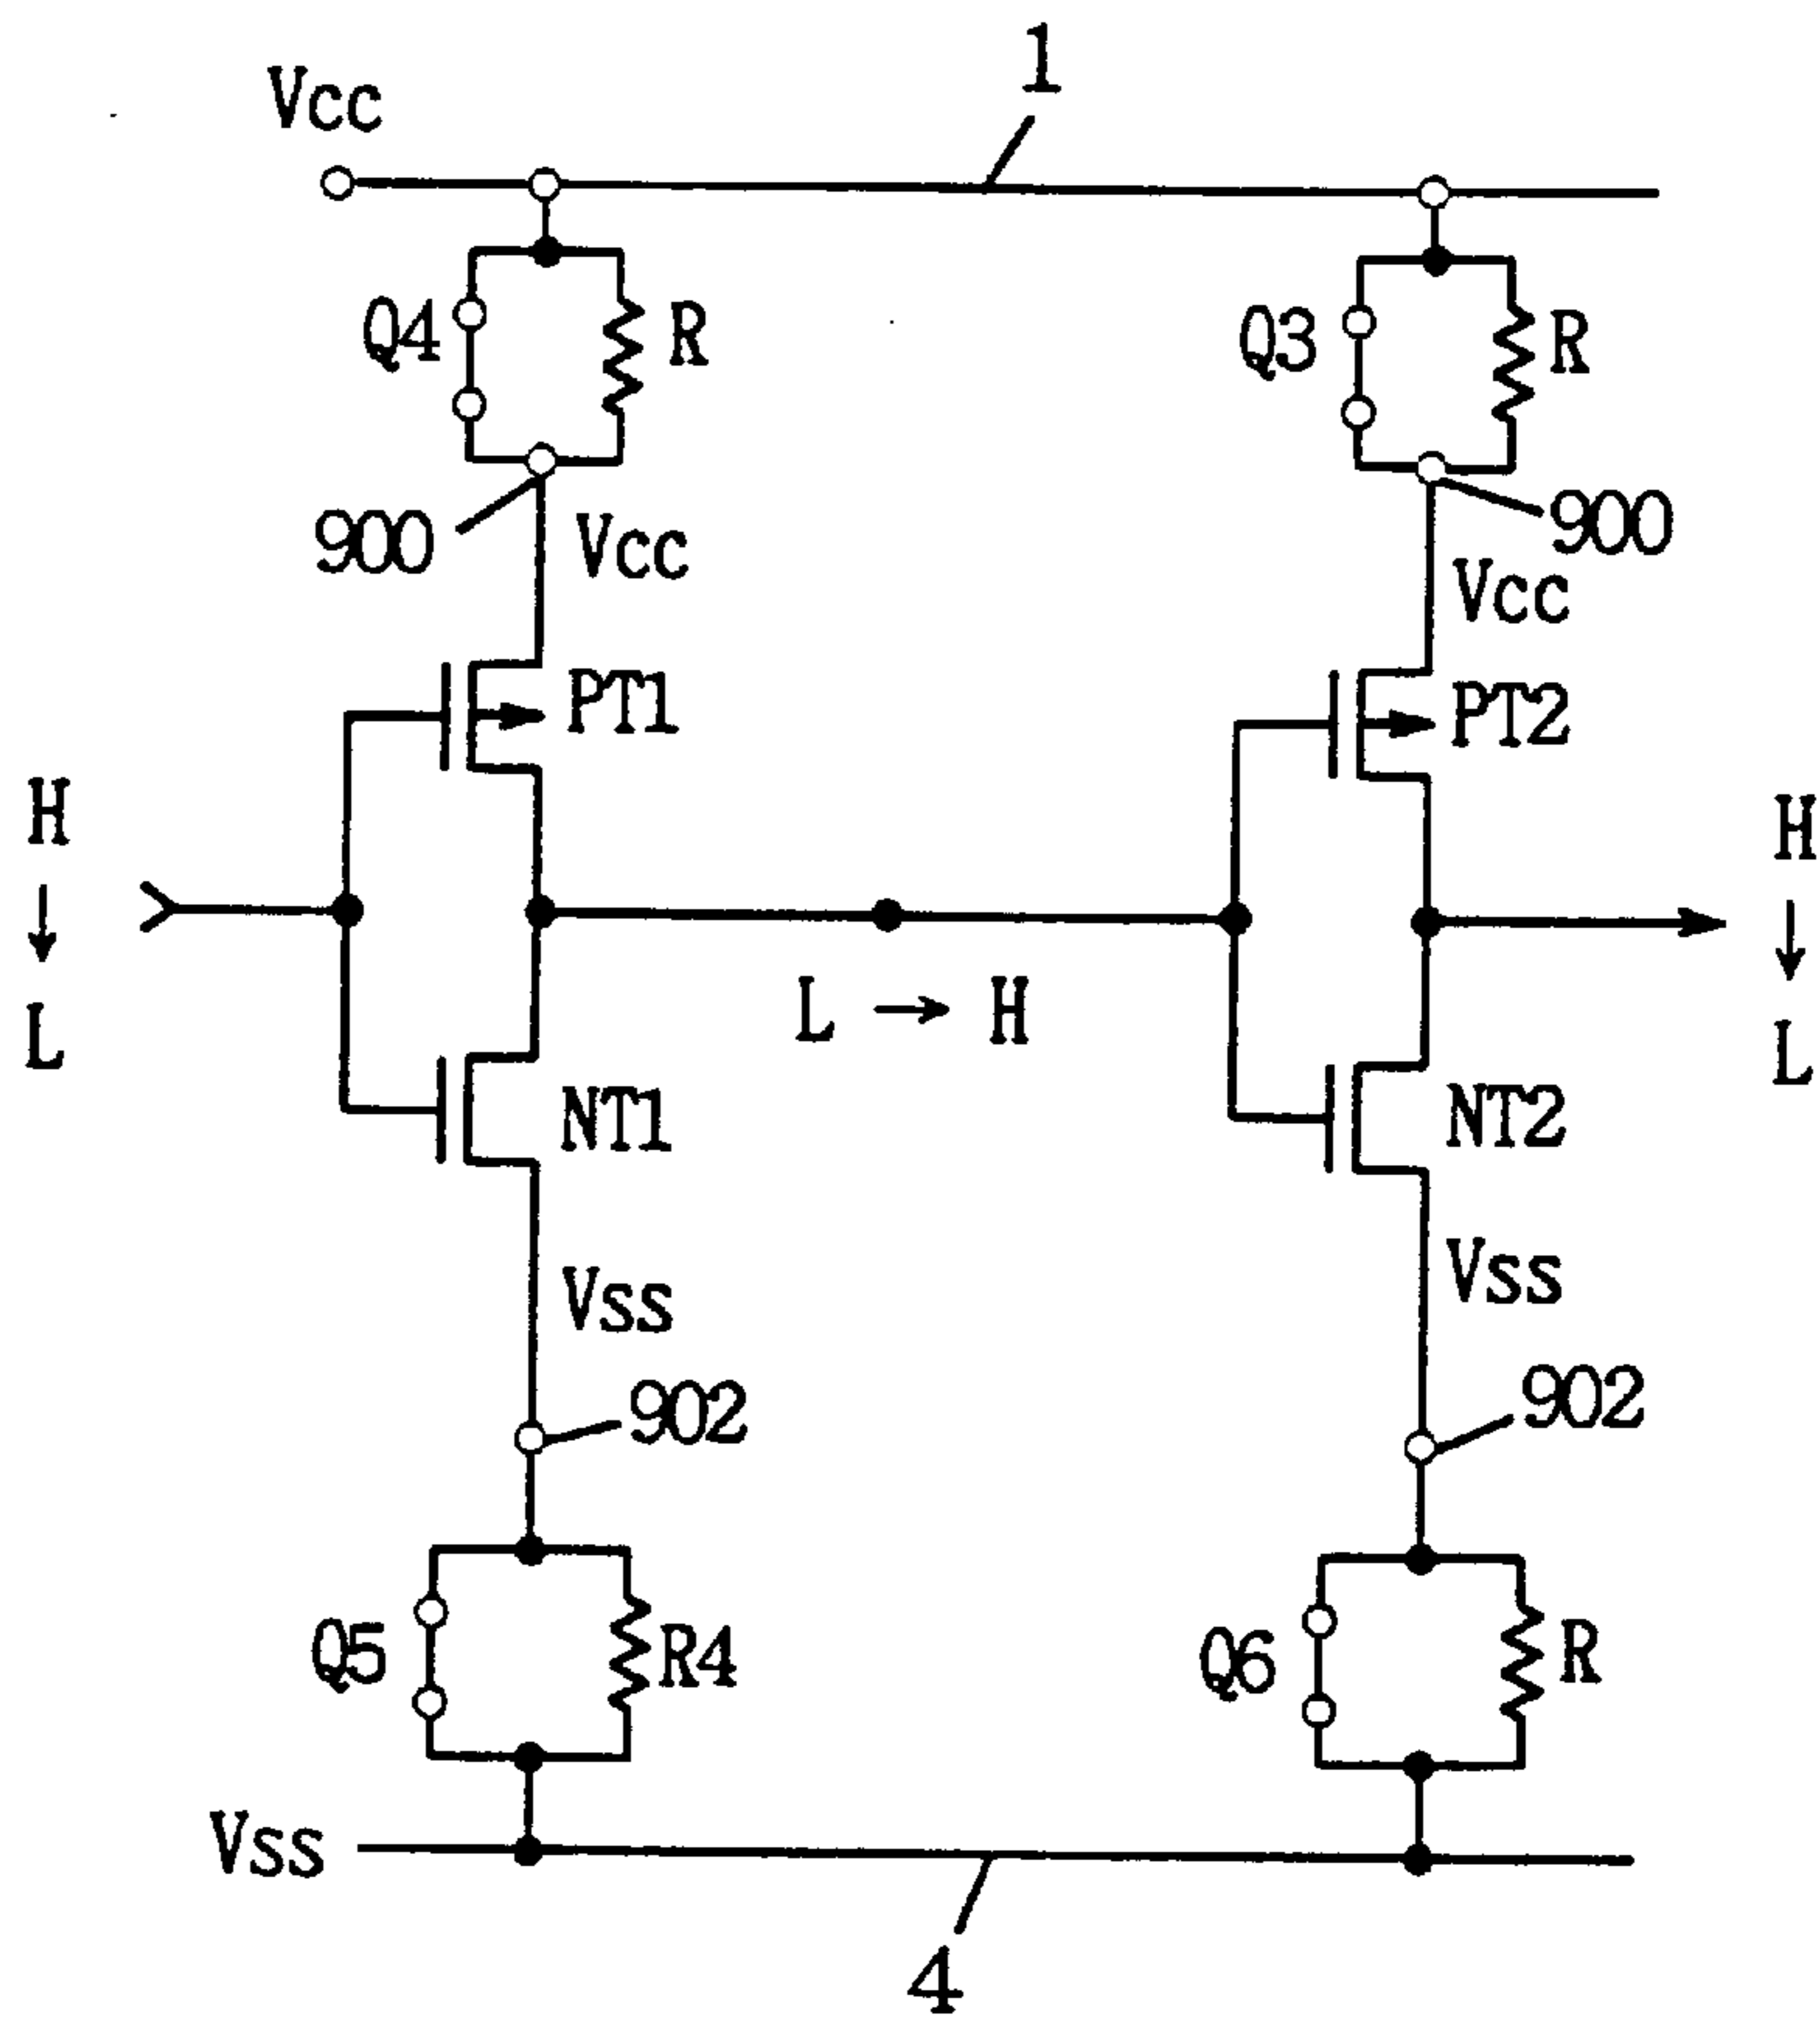 1
Vcc
Q4 R Q3 R
900 Vcc 900
Vcc
PT1 PT2
H H
↓ ↓
L → H
L L
NT1 NT2
Vss Vss
902 902
Q5 R4 Q6 R
Vss
4